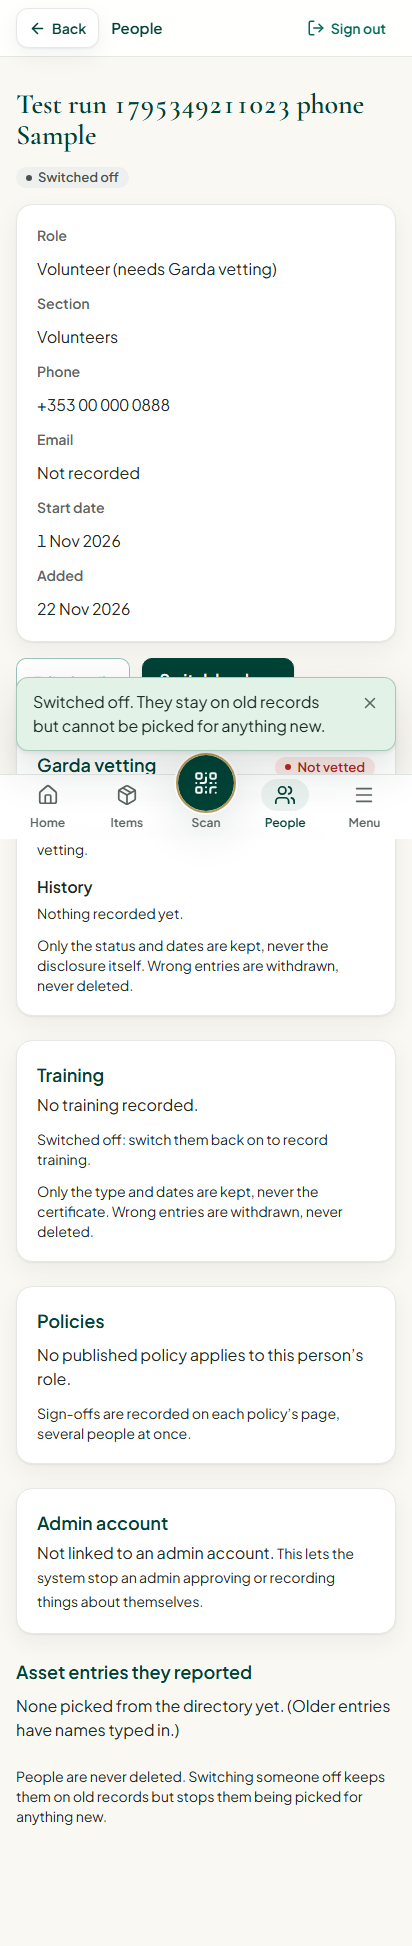 Back
People
Sign out
Test run 1795349211023 phone
Sample
Switched off
Role
Volunteer (needs Garda vetting)
Section
Volunteers
Phone
+353 00 000 0888
Email
Not recorded
Start date
1 Nov 2026
Added
22 Nov 2026
Switched off. They stay on old records
but cannot be picked for anything new.
Garda vetting
Not vetted
Home
Items
Scan
People
Menu
vetting.
History
Nothing recorded yet.
Only the status and dates are kept, never the
disclosure itself. Wrong entries are withdrawn,
never deleted.
Training
No training recorded.
Switched off: switch them back on to record
training.
Only the type and dates are kept, never the
certificate. Wrong entries are withdrawn, never
deleted.
Policies
No published policy applies to this person’s
role.
Sign-offs are recorded on each policy’s page,
several people at once.
Admin account
Not linked to an admin account. This lets the
system stop an admin approving or recording
things about themselves.
Asset entries they reported
None picked from the directory yet. (Older entries
have names typed in.)
People are never deleted. Switching someone off keeps
them on old records but stops them being picked for
anything new.